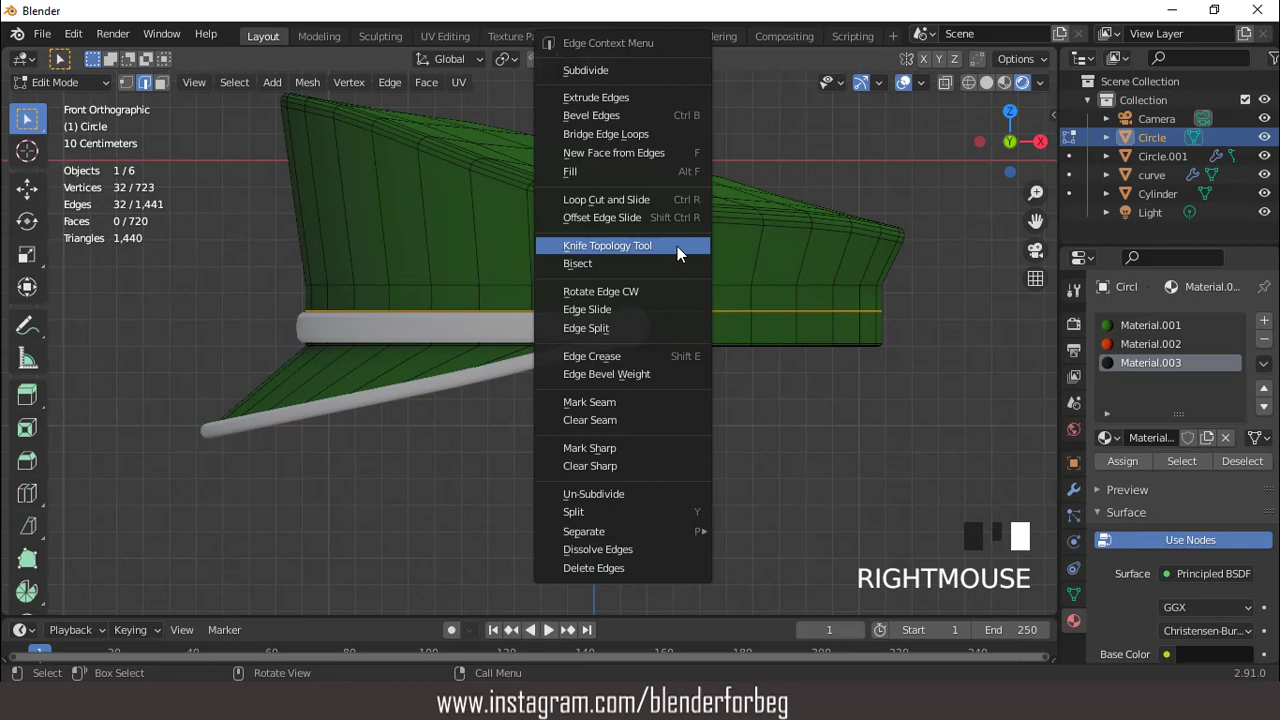 Blender
File Edit Render Window Help Layout Modeling Sculpting UV Editing Texture Pa ering Compositing Scripting Scene View Layer
Global X Y Z Options
Edit Mode View Select Add Mesh Vertex Edge Face UV
Front Orthographic
(1) Circle
10 Centimeters
Objects 1/6
Vertices 32/723
Edges 32/1,441
Faces 0/720
Triangles 1,440
Edge Context Menu
Subdivide
Extrude Edges
Bevel Edges Ctrl B
Bridge Edge Loops
New Face from Edges F
Fill Alt F
Loop Cut and Slide Ctrl R
Offset Edge Slide Shift Ctrl R
Knife Topology Tool
Bisect
Rotate Edge CW
Edge Slide
Edge Split
Edge Crease Shift E
Edge Bevel Weight
Mark Seam
Clear Seam
Mark Sharp
Clear Sharp
Un-Subdivide
Split Y
Separate P
Dissolve Edges
Delete Edges
Z
X
Y
RIGHTMOUSE
Scene Collection
Collection
Camera
Circle
Circle.001
curve
Cylinder
Light
Circl Material.0...
Material.001
Material.002
Material.003
Material...
Assign Select Deselect
Preview
Surface
Use Nodes
Surface Principled BSDF
GGX
Christensen-Bur...
Base Color
Playback Keying View Marker 1 Start 1 End 250
1
Select Box Select Rotate View Call Menu 2.91.0
www.instagram.com/blenderforbeg